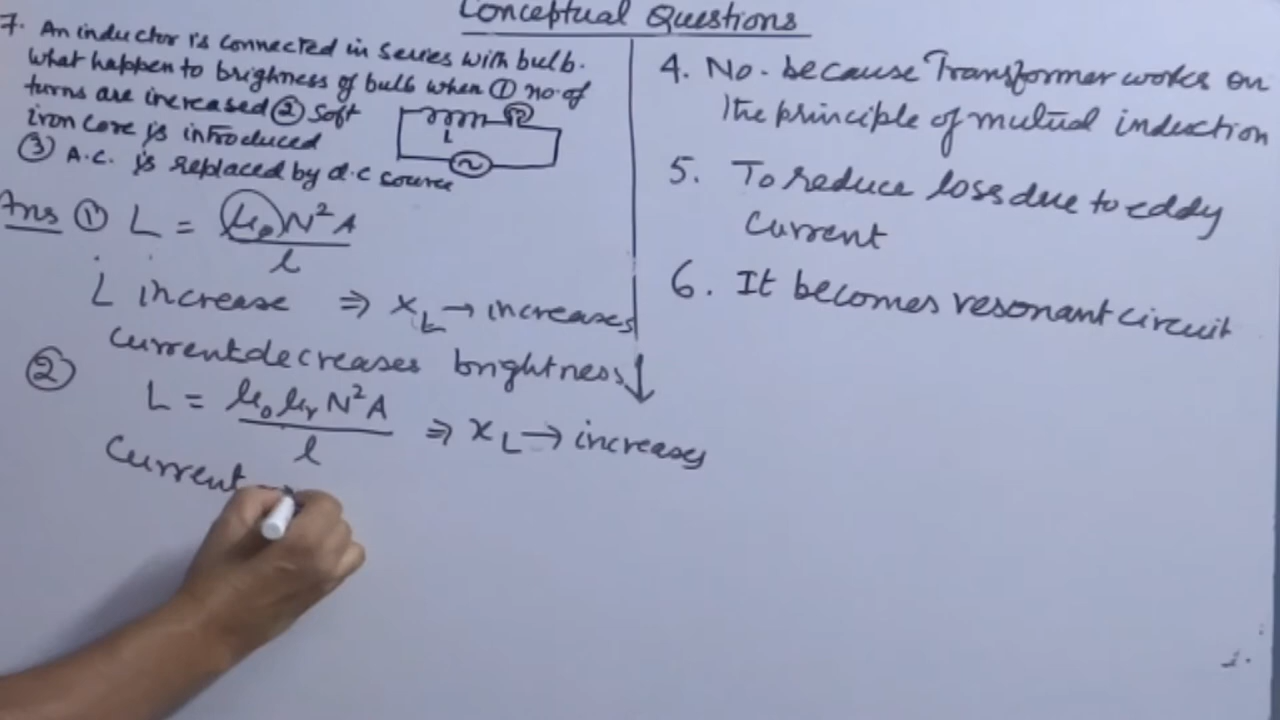 Conceptual Questions
7. An inductor is connected in series with bulb.
What happen to brightness of bulb when ① no. of
turns are increased ② Soft
iron core is introduced
③ A.C. is replaced by d.c source
L
Ans ① L = μ₀N²A
l
L increase ⇒ X_L → increases
Current decreases brightness ↓
② L = μ₀μᵣN²A ⇒ X_L → increases
l
Current →
4. No. because Transformer works on
the principle of mutual induction
5. To reduce loss due to eddy
current
6. It becomes resonant circuit